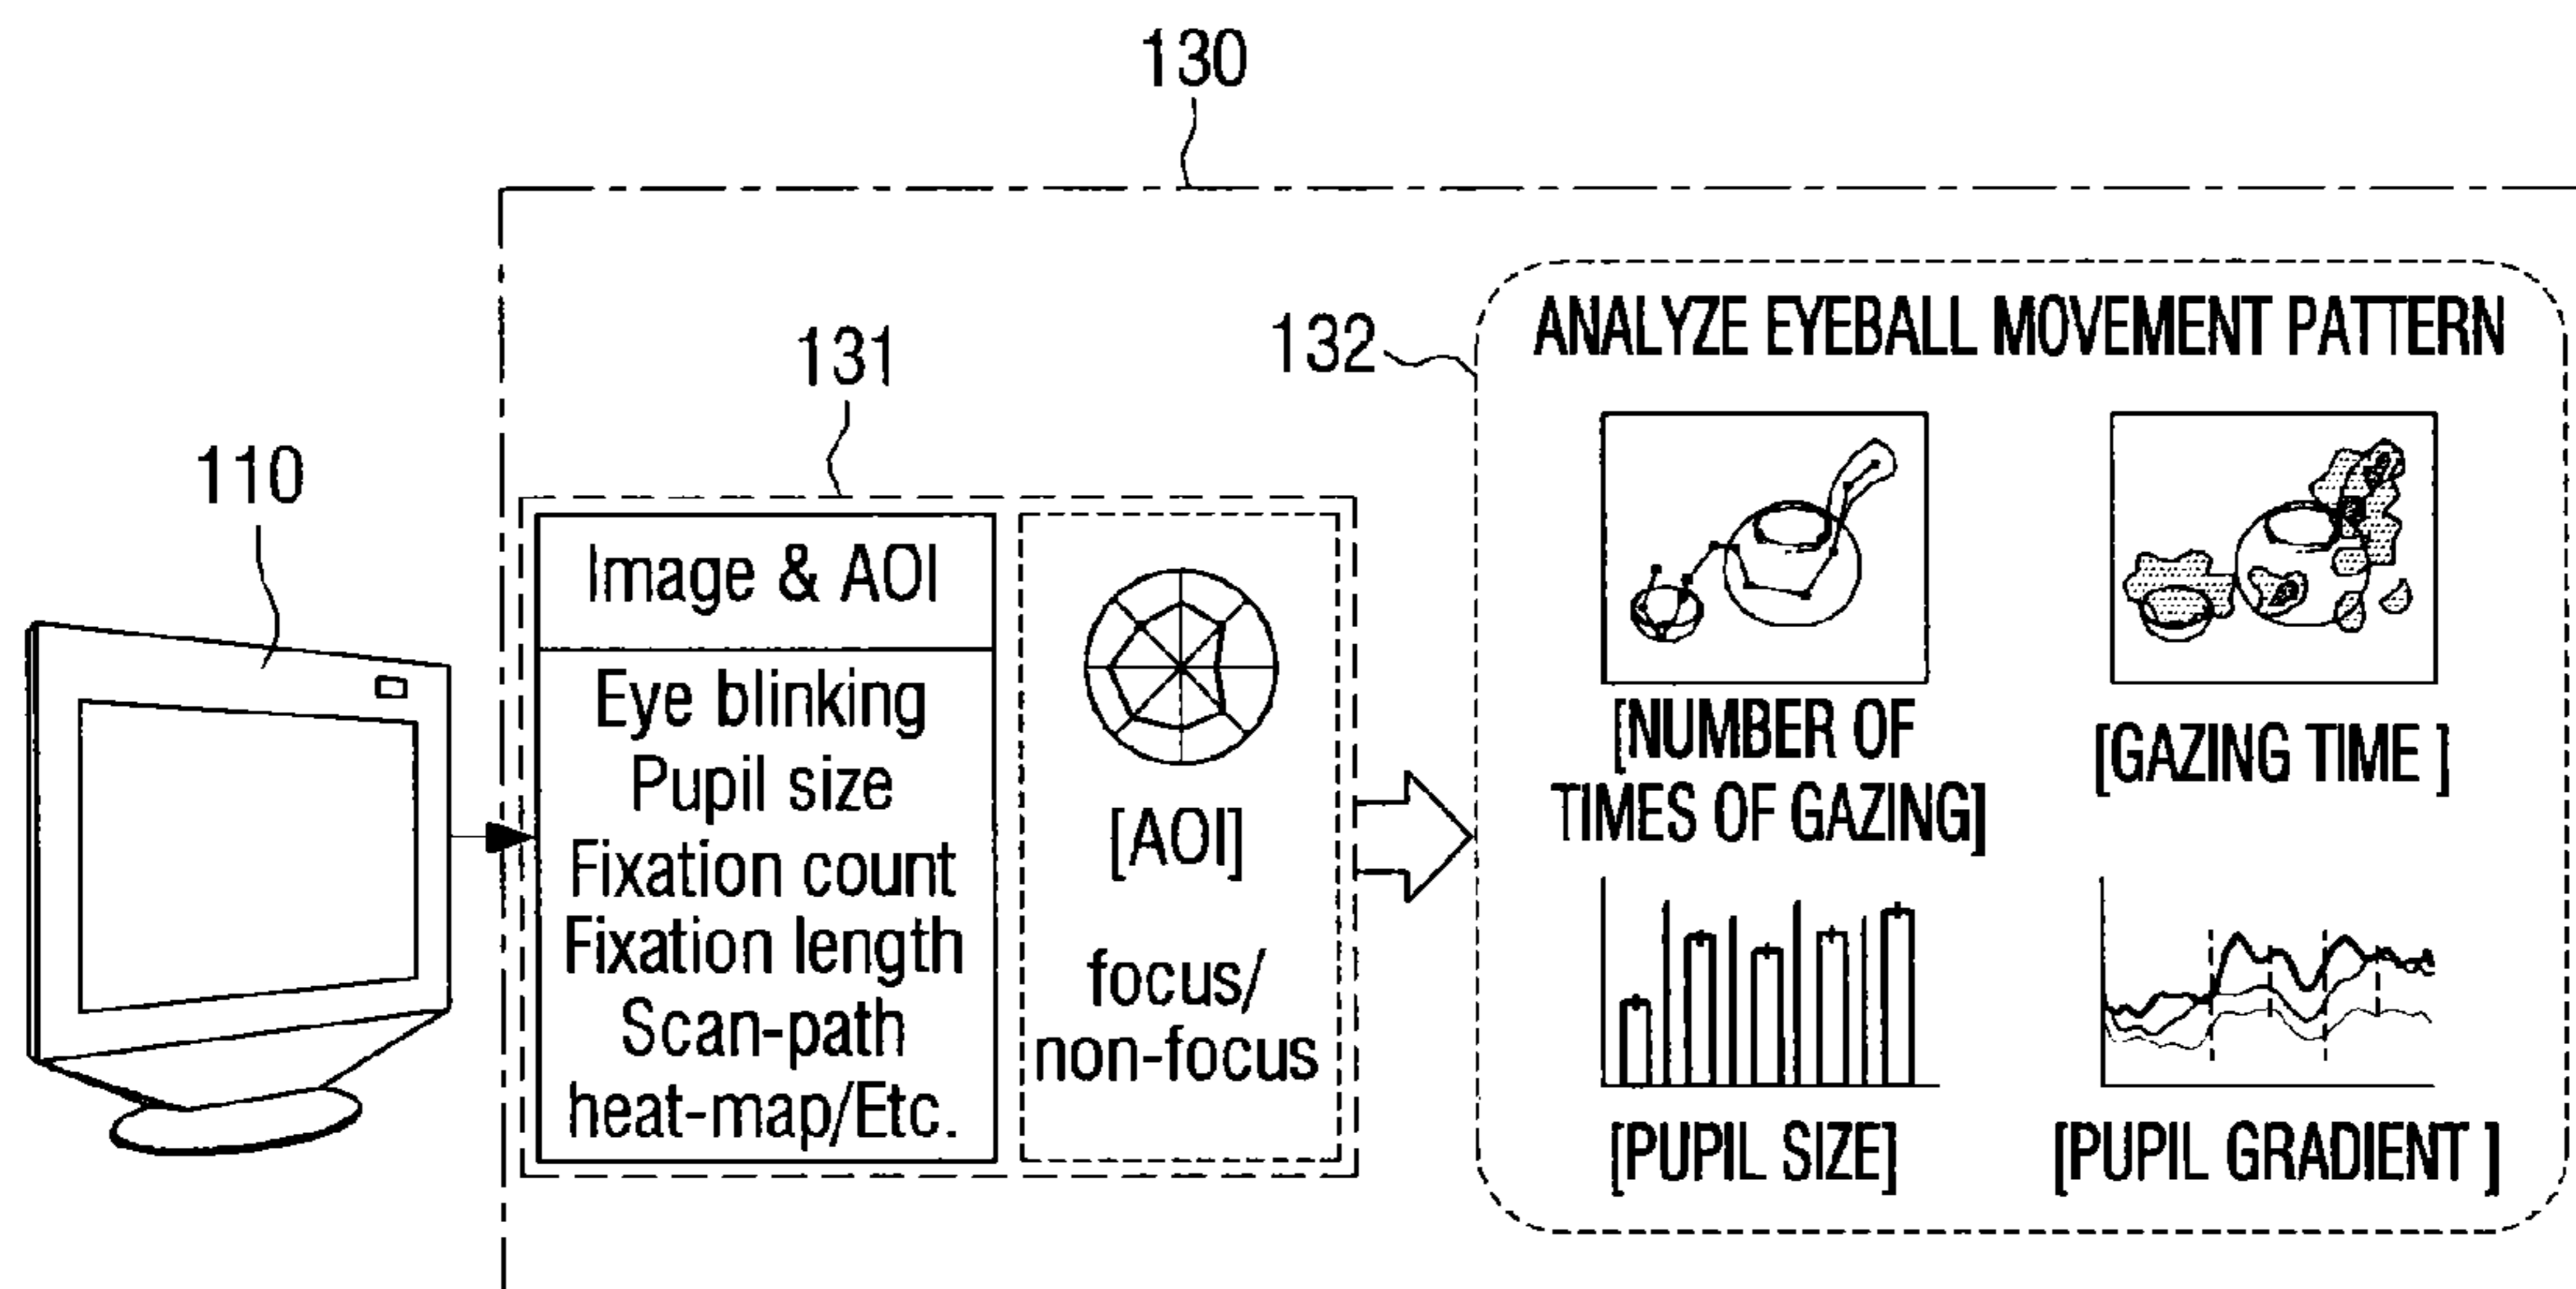 130
110
131
Image & AOI
Eye blinking
Pupil size
Fixation count
Fixation length
Scan-path
heat-map/Etc.
[AOI]
focus/
non-focus
132
ANALYZE EYEBALL MOVEMENT PATTERN
[NUMBER OF
TIMES OF GAZING]
[GAZING TIME ]
[PUPIL SIZE]
[PUPIL GRADIENT ]